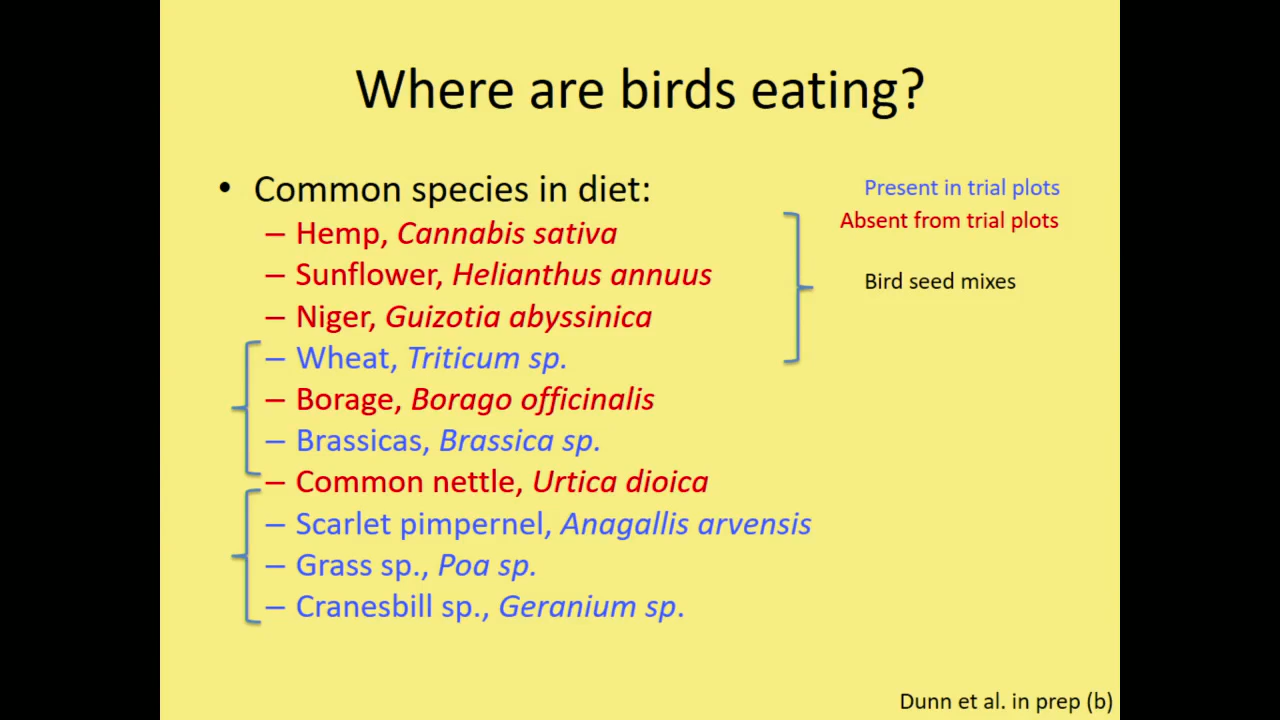 Where are birds eating?
• Common species in diet:
– Hemp, Cannabis sativa
– Sunflower, Helianthus annuus
– Niger, Guizotia abyssinica
– Wheat, Triticum sp.
– Borage, Borago officinalis
– Brassicas, Brassica sp.
– Common nettle, Urtica dioica
– Scarlet pimpernel, Anagallis arvensis
– Grass sp., Poa sp.
– Cranesbill sp., Geranium sp.
Present in trial plots
Absent from trial plots
Bird seed mixes
Dunn et al. in prep (b)